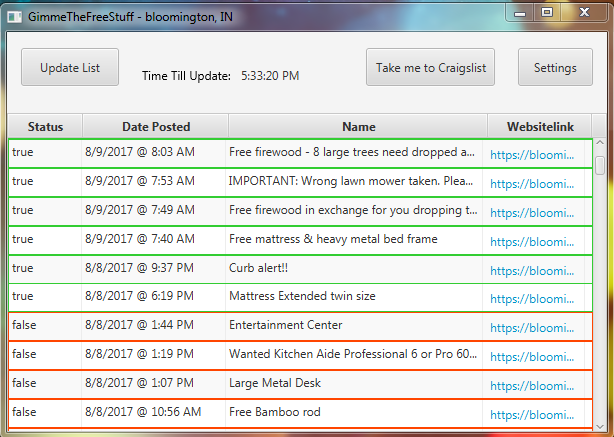 GimmeTheFreeStuff - bloomington, IN
Update List Time Till Update: 5:33:20 PM Take me to Craigslist Settings
Status Date Posted Name Websitelink
true 8/9/2017 @ 8:03 AM Free firewood - 8 large trees need dropped a... https://bloomi...
true 8/9/2017 @ 7:53 AM IMPORTANT: Wrong lawn mower taken. Plea... https://bloomi...
true 8/9/2017 @ 7:49 AM Free firewood in exchange for you dropping t... https://bloomi...
true 8/9/2017 @ 7:40 AM Free mattress & heavy metal bed frame https://bloomi...
true 8/8/2017 @ 9:37 PM Curb alert!! https://bloomi...
true 8/8/2017 @ 6:19 PM Mattress Extended twin size https://bloomi...
false 8/8/2017 @ 1:44 PM Entertainment Center https://bloomi...
false 8/8/2017 @ 1:19 PM Wanted Kitchen Aide Professional 6 or Pro 60... https://bloomi...
false 8/8/2017 @ 1:07 PM Large Metal Desk https://bloomi...
false 8/8/2017 @ 10:56 AM Free Bamboo rod https://bloomi...